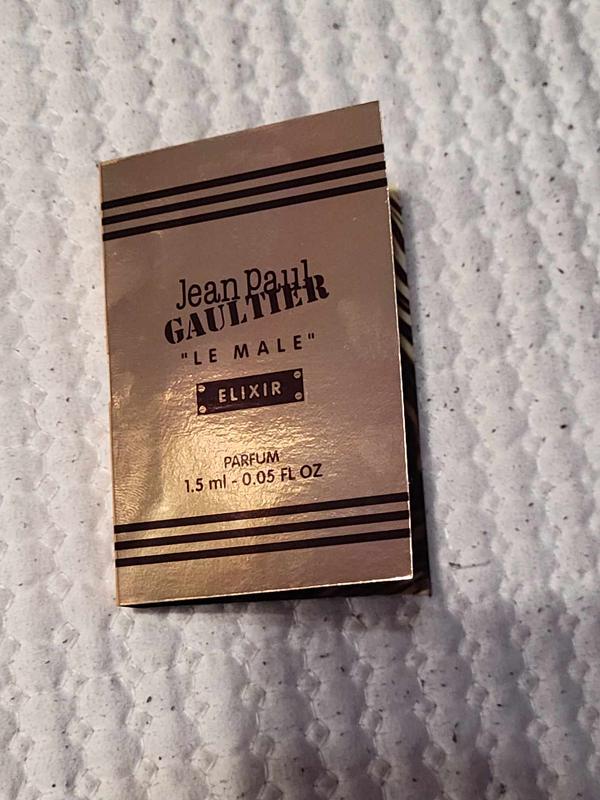 Jean Paul
GAULTIER
"LE MALE"
ELIXIR
PARFUM
1.5 ml - 0.05 FL OZ